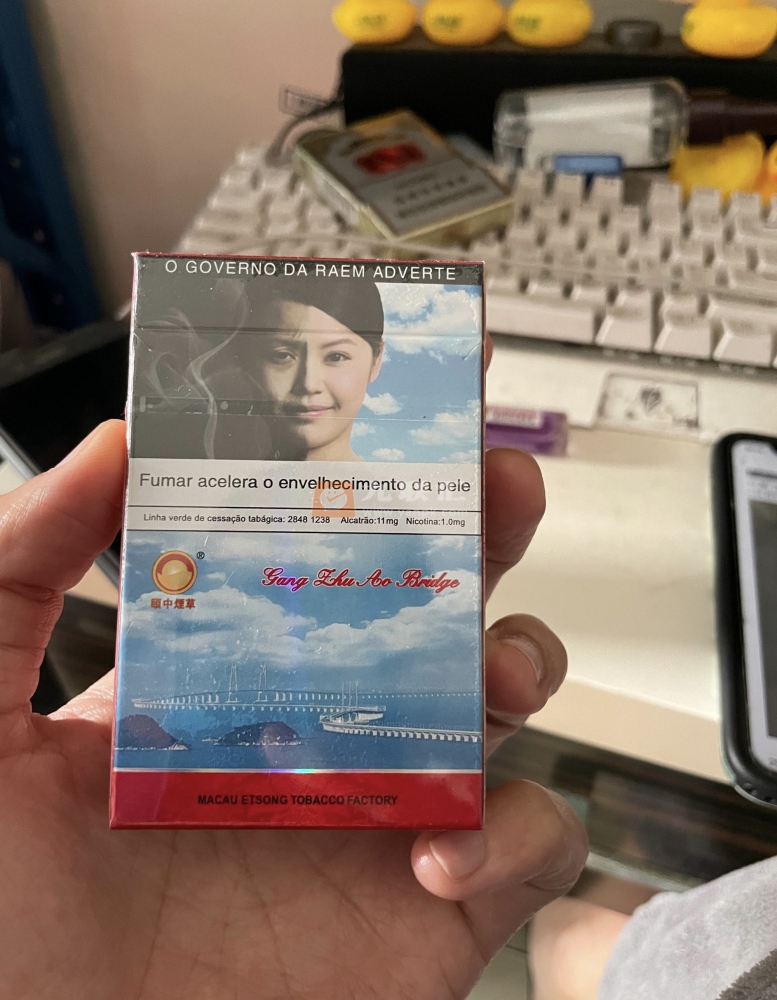 O GOVERNO DA RAEM ADVERTE
Fumar acelera o envelhecimento da pele
Linha verde de cessação tabágica: 2848 1238 Alcatrão:11mg Nicotina:1.0mg
®
頤中煙草
Gang Zhu Ao Bridge
MACAU ETSONG TOBACCO FACTORY